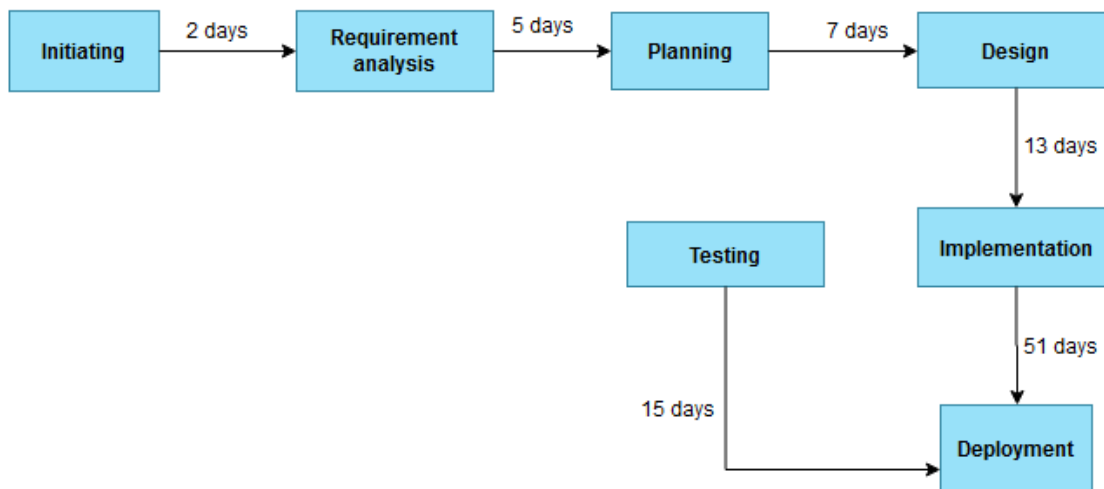 Initiating
2 days
Requirement
analysis
5 days
Planning
7 days
Design
13 days
Testing
Implementation
51 days
15 days
Deployment